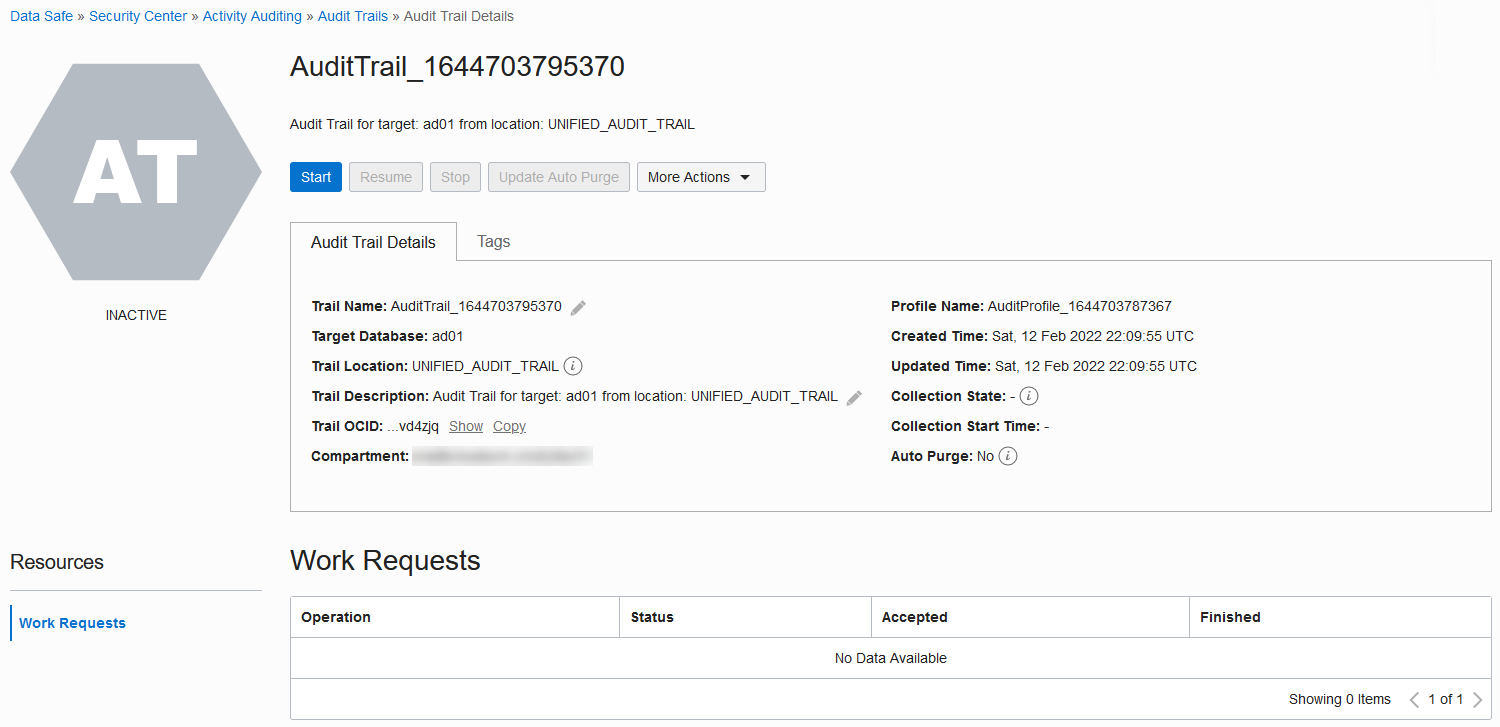 Data Safe » Security Center » Activity Auditing » Audit Trails » Audit Trail Details
AT
INACTIVE
AuditTrail_1644703795370
Audit Trail for target: ad01 from location: UNIFIED_AUDIT_TRAIL
Start Resume Stop Update Auto Purge More Actions
Audit Trail Details Tags
Trail Name: AuditTrail_1644703795370
Target Database: ad01
Trail Location: UNIFIED_AUDIT_TRAIL i
Trail Description: Audit Trail for target: ad01 from location: UNIFIED_AUDIT_TRAIL
Trail OCID: ...vd4zjq Show Copy
Compartment:
Profile Name: AuditProfile_1644703787367
Created Time: Sat, 12 Feb 2022 22:09:55 UTC
Updated Time: Sat, 12 Feb 2022 22:09:55 UTC
Collection State: - i
Collection Start Time: -
Auto Purge: No i
Resources
Work Requests
Work Requests
Operation Status Accepted Finished
No Data Available
Showing 0 Items 1 of 1